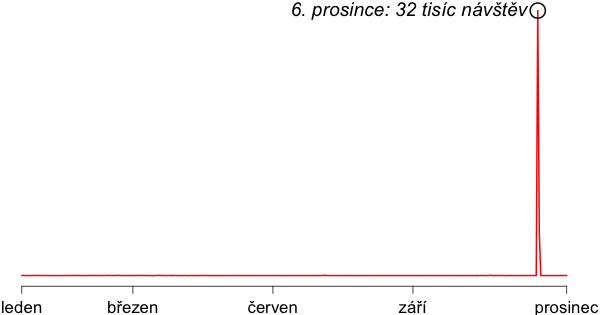 6. prosince: 32 tisíc návštěv
leden březen červen září prosinec